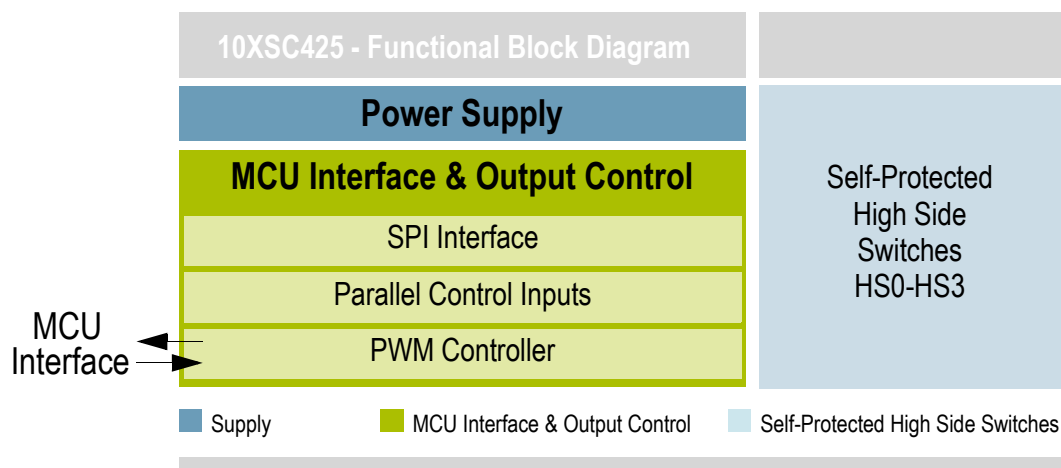 10XSC425 - Functional Block Diagram
Power Supply
MCU Interface & Output Control
SPI Interface
Parallel Control Inputs
PWM Controller
MCU
Interface
Self-Protected
High Side
Switches
HS0-HS3
Supply
MCU Interface & Output Control
Self-Protected High Side Switches